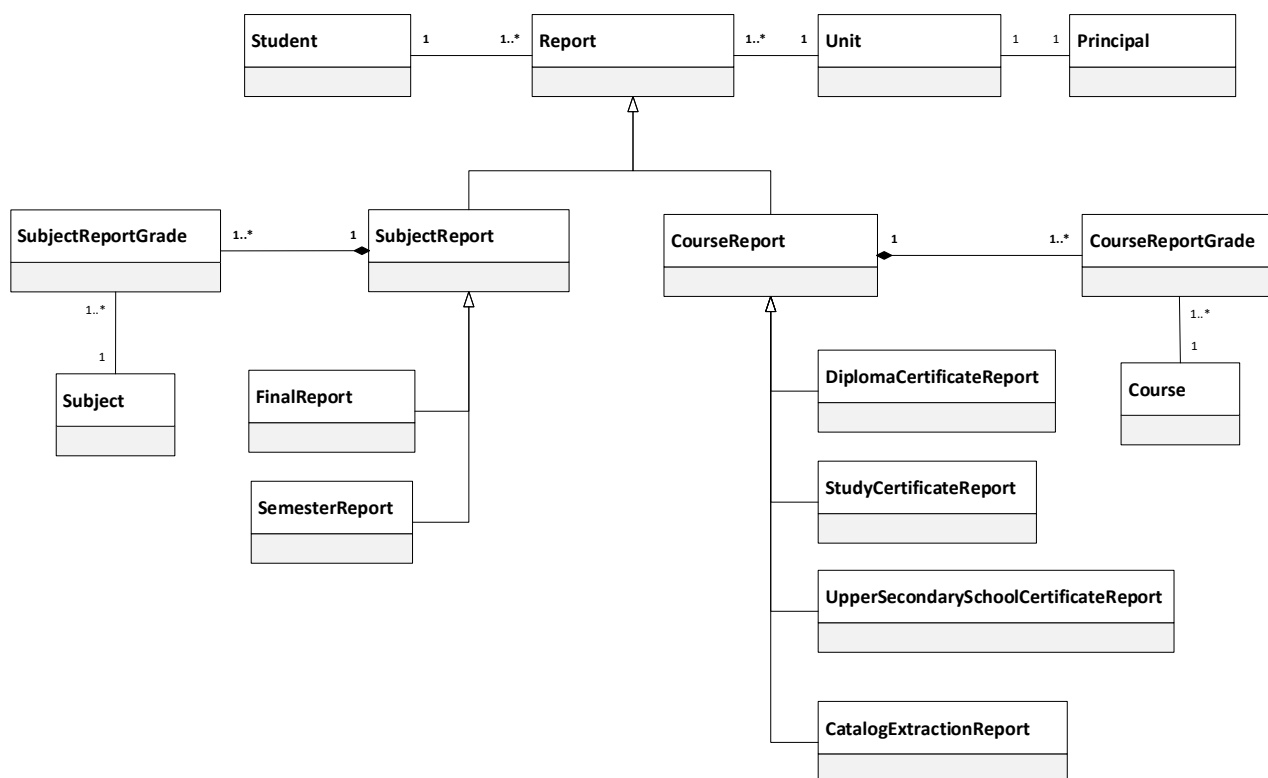 Student
1
1..*
Report
1..*
1
Unit
1
1
Principal
SubjectReportGrade
1..*
1
SubjectReport
CourseReport
1
1..*
CourseReportGrade
1..*
1
Subject
FinalReport
SemesterReport
DiplomaCertificateReport
StudyCertificateReport
UpperSecondarySchoolCertificateReport
CatalogExtractionReport
1..*
1
Course